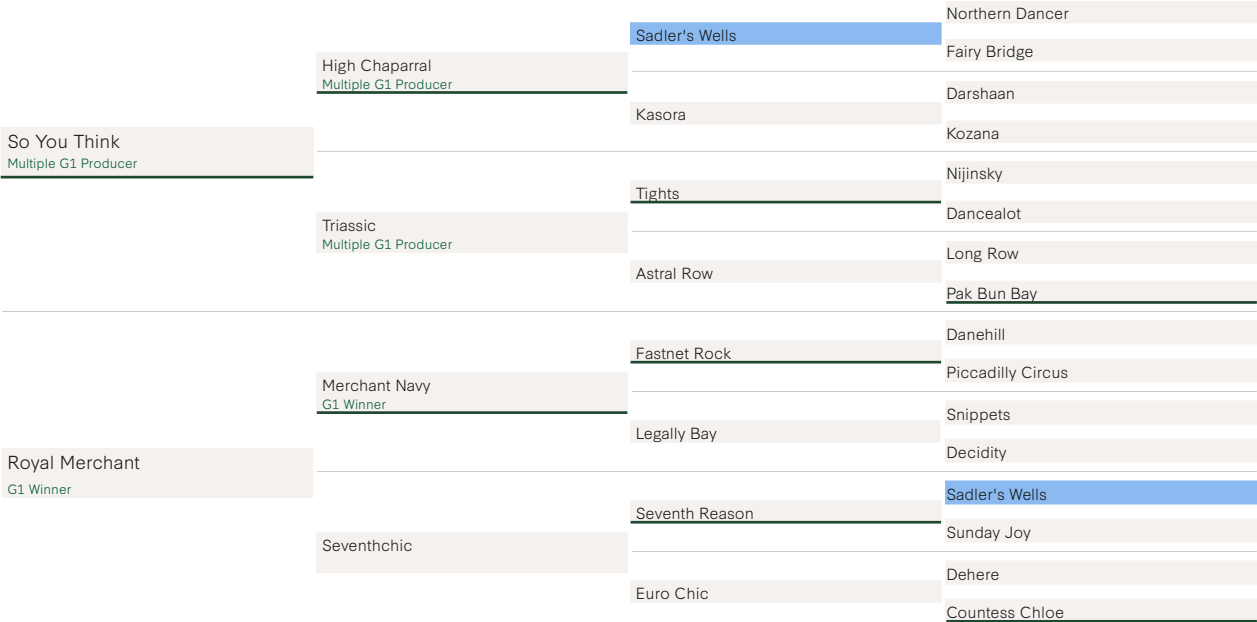 Northern Dancer
Sadler's Wells
Fairy Bridge
High Chaparral
Multiple G1 Producer
Darshaan
Kasora
Kozana
So You Think
Multiple G1 Producer
Nijinsky
Tights
Dancealot
Triassic
Multiple G1 Producer
Long Row
Astral Row
Pak Bun Bay
Danehill
Fastnet Rock
Piccadilly Circus
Merchant Navy
G1 Winner
Snippets
Legally Bay
Decidity
Royal Merchant
G1 Winner
Sadler's Wells
Seventh Reason
Sunday Joy
Seventhchic
Dehere
Euro Chic
Countess Chloe